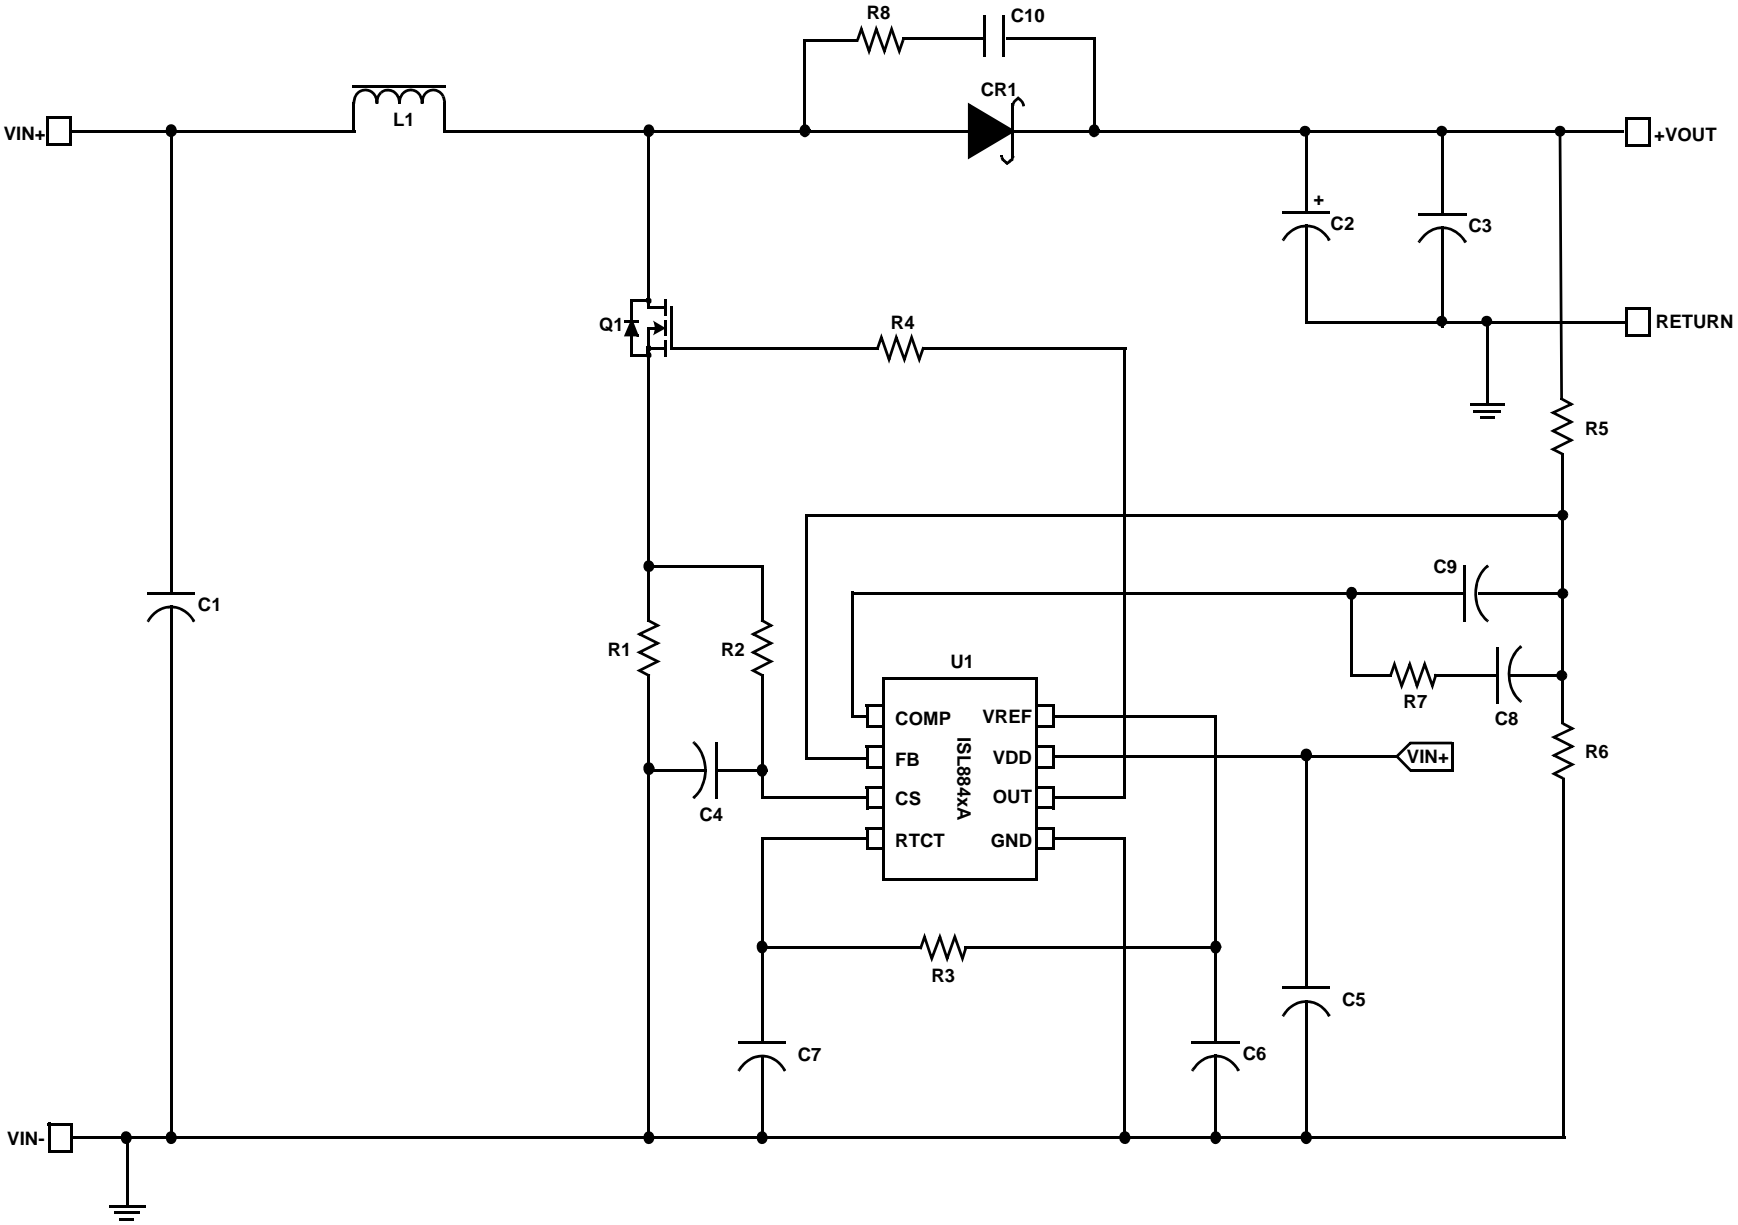 R8
C10
CR1
L1
VIN+
+VOUT
+
C2
C3
Q1
R4
RETURN
R5
C9
C1
R1
R2
U1
R7
C8
COMP
VREF
ISL884xA
FB
VDD
VIN+
R6
CS
OUT
C4
RTCT
GND
R3
C5
C7
C6
VIN-